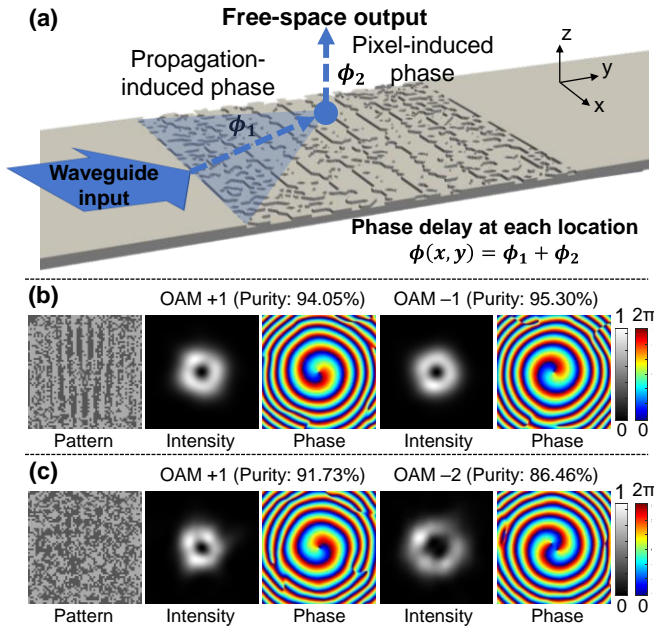 (a)
Free-space output
Propagation-
induced phase
Pixel-induced
phase
ϕ₂
ϕ₁
z
y
x
Waveguide
input
Phase delay at each location
ϕ(x, y) = ϕ₁ + ϕ₂
(b)
OAM +1 (Purity: 94.05%)
OAM –1 (Purity: 95.30%)
1 2π
0 0
Pattern
Intensity
Phase
Intensity
Phase
(c)
OAM +1 (Purity: 91.73%)
OAM –2 (Purity: 86.46%)
1 2π
0 0
Pattern
Intensity
Phase
Intensity
Phase